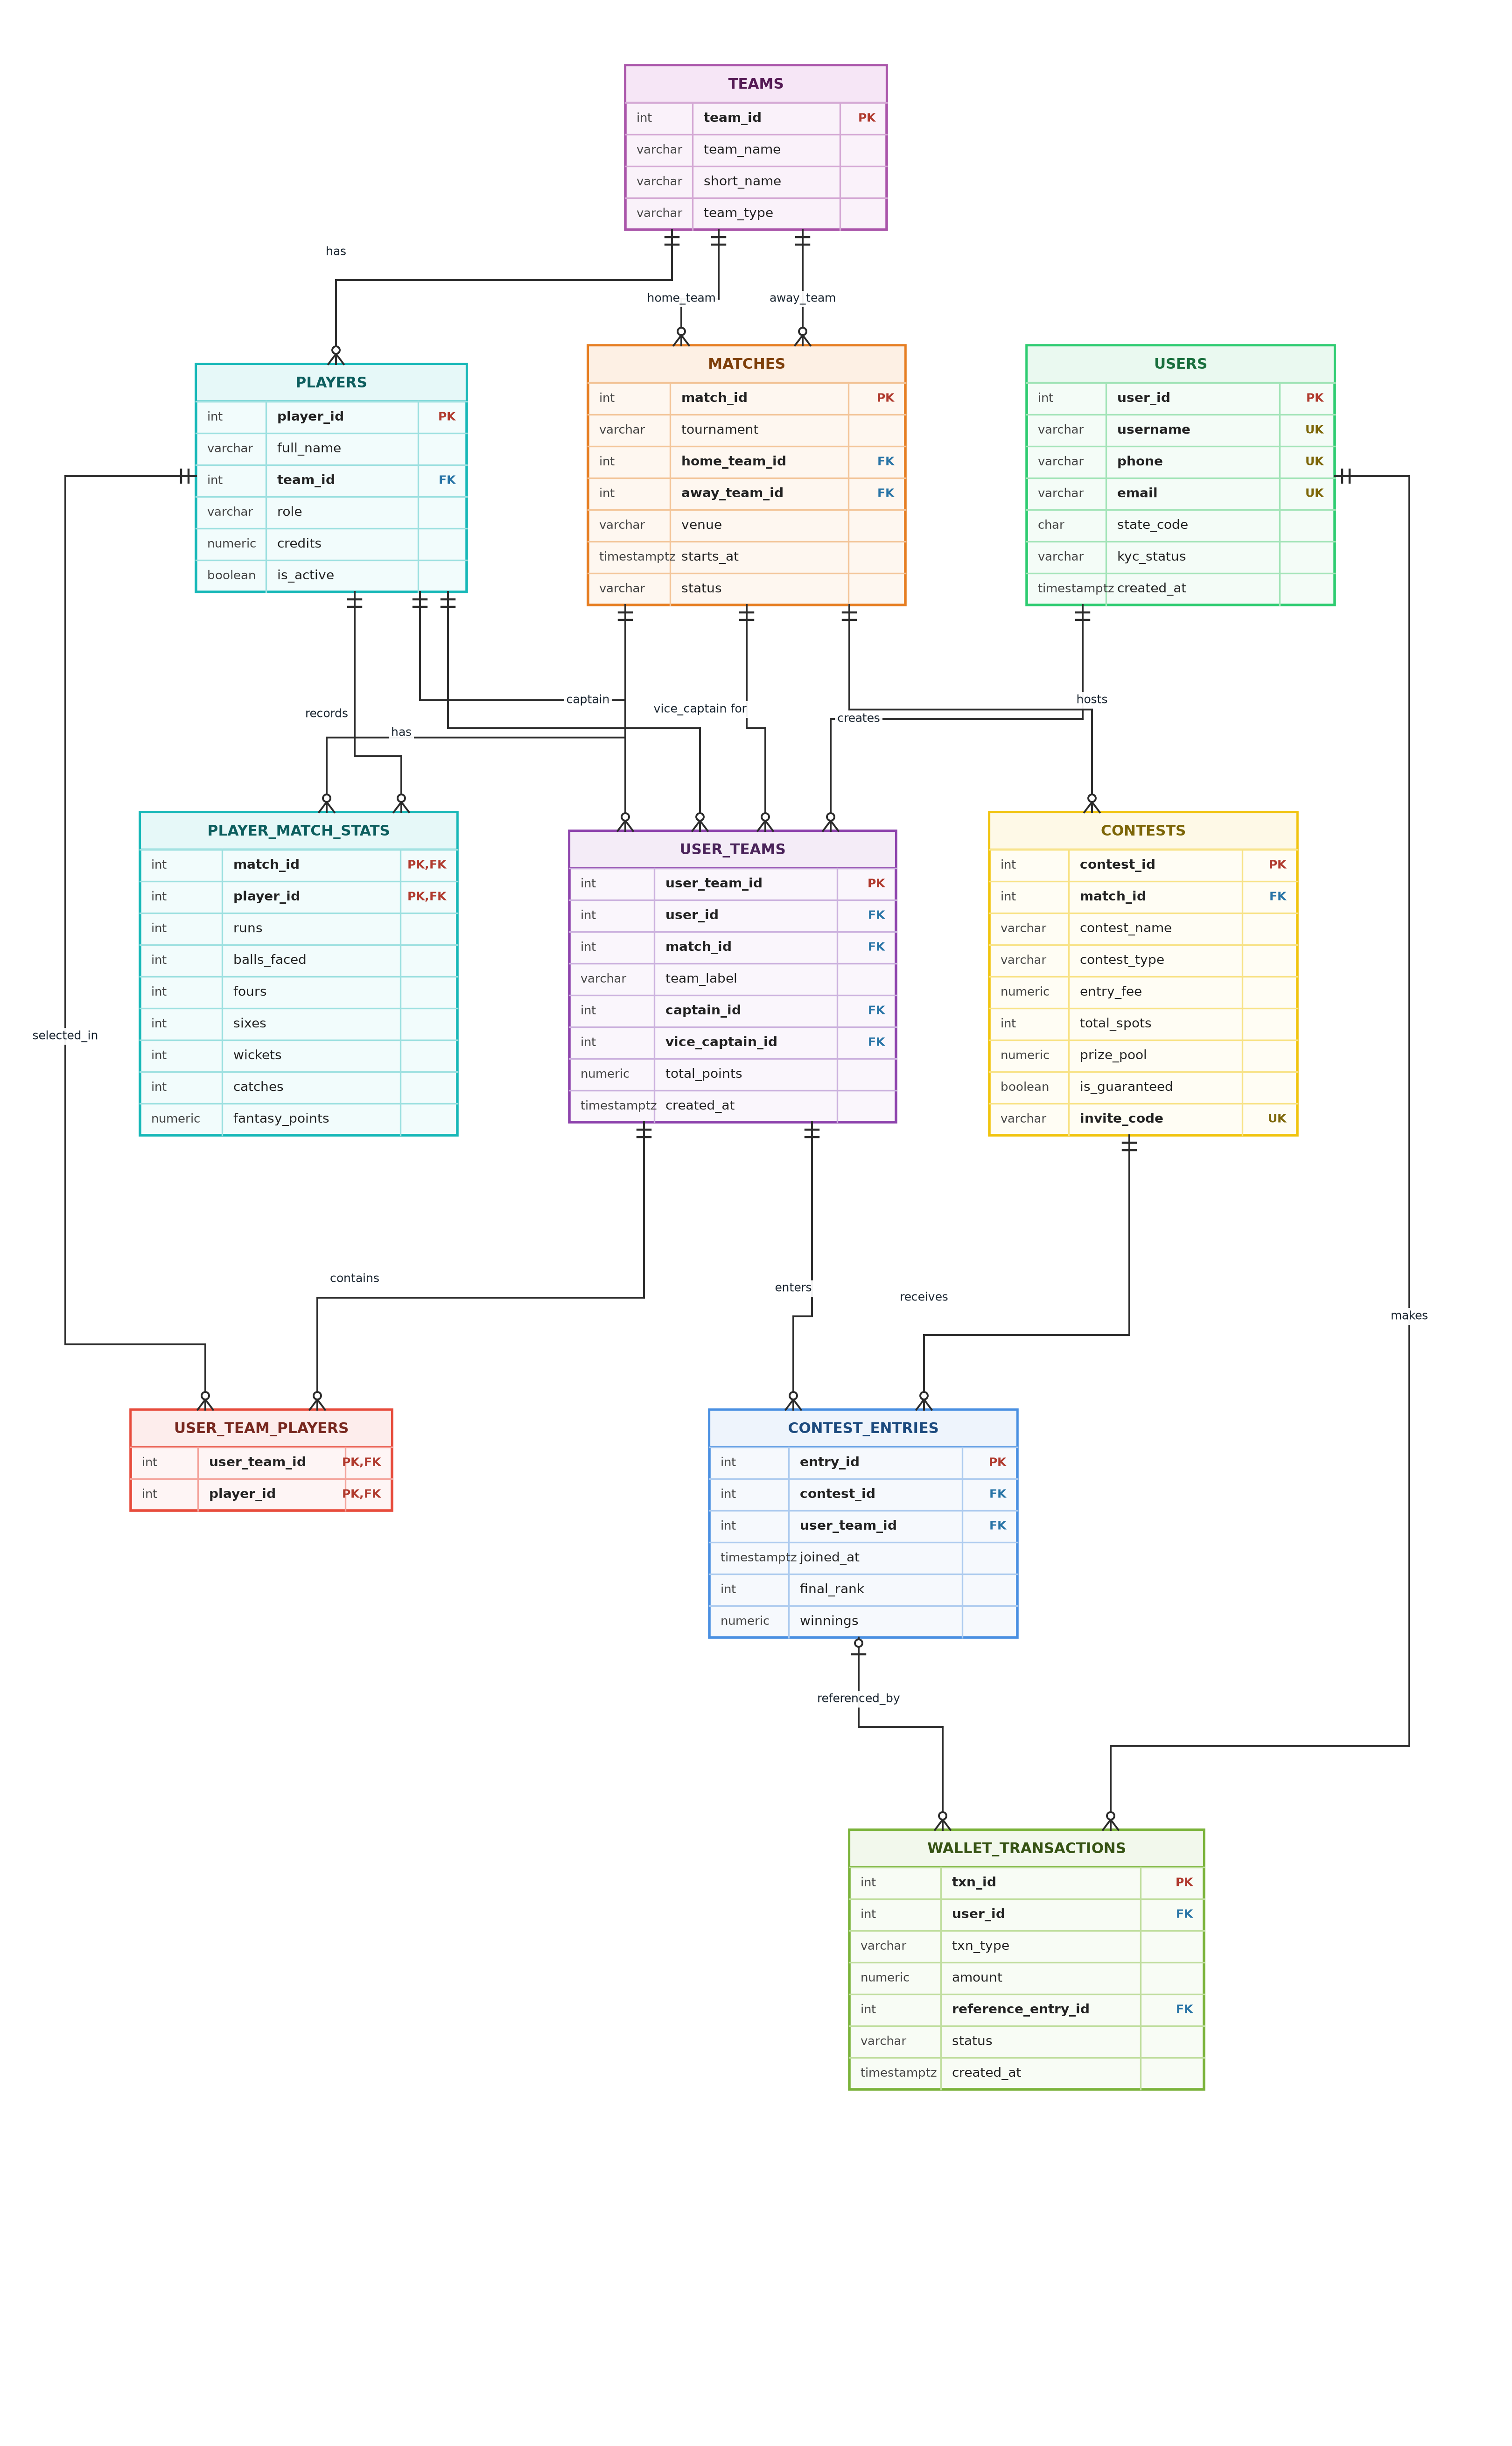 TEAMS
int team_id PK
varchar team_name
varchar short_name
varchar team_type
has
home_team
away_team
PLAYERS
int player_id PK
varchar full_name
int team_id FK
varchar role
numeric credits
boolean is_active
MATCHES
int match_id PK
varchar tournament
int home_team_id FK
int away_team_id FK
varchar venue
timestamptz starts_at
varchar status
USERS
int user_id PK
varchar username UK
varchar phone UK
varchar email UK
char state_code
varchar kyc_status
timestamptz created_at
records
has
captain
vice_captain for
creates
hosts
PLAYER_MATCH_STATS
int match_id PK,FK
int player_id PK,FK
int runs
int balls_faced
int fours
int sixes
int wickets
int catches
numeric fantasy_points
USER_TEAMS
int user_team_id PK
int user_id FK
int match_id FK
varchar team_label
int captain_id FK
int vice_captain_id FK
numeric total_points
timestamptz created_at
CONTESTS
int contest_id PK
int match_id FK
varchar contest_name
varchar contest_type
numeric entry_fee
int total_spots
numeric prize_pool
boolean is_guaranteed
varchar invite_code UK
selected_in
contains
enters
receives
makes
USER_TEAM_PLAYERS
int user_team_id PK,FK
int player_id PK,FK
CONTEST_ENTRIES
int entry_id PK
int contest_id FK
int user_team_id FK
timestamptz joined_at
int final_rank
numeric winnings
referenced_by
WALLET_TRANSACTIONS
int txn_id PK
int user_id FK
varchar txn_type
numeric amount
int reference_entry_id FK
varchar status
timestamptz created_at